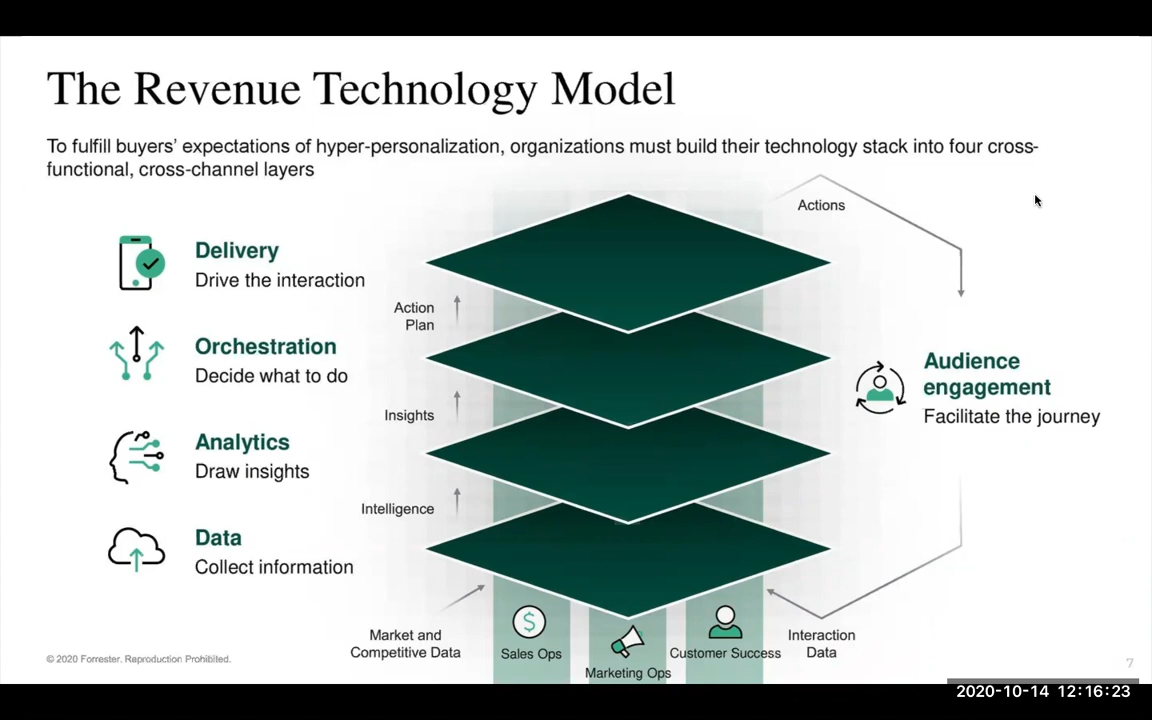 The Revenue Technology Model
To fulfill buyers’ expectations of hyper-personalization, organizations must build their technology stack into four cross-
functional, cross-channel layers
Actions
Delivery
Drive the interaction
Action
Plan
Orchestration
Decide what to do
Audience
engagement
Facilitate the journey
Insights
Analytics
Draw insights
Intelligence
Data
Collect information
Market and
Competitive Data
$
Sales Ops
Marketing Ops
Customer Success
Interaction
Data
© 2020 Forrester. Reproduction Prohibited.
7
2020-10-14 12:16:23